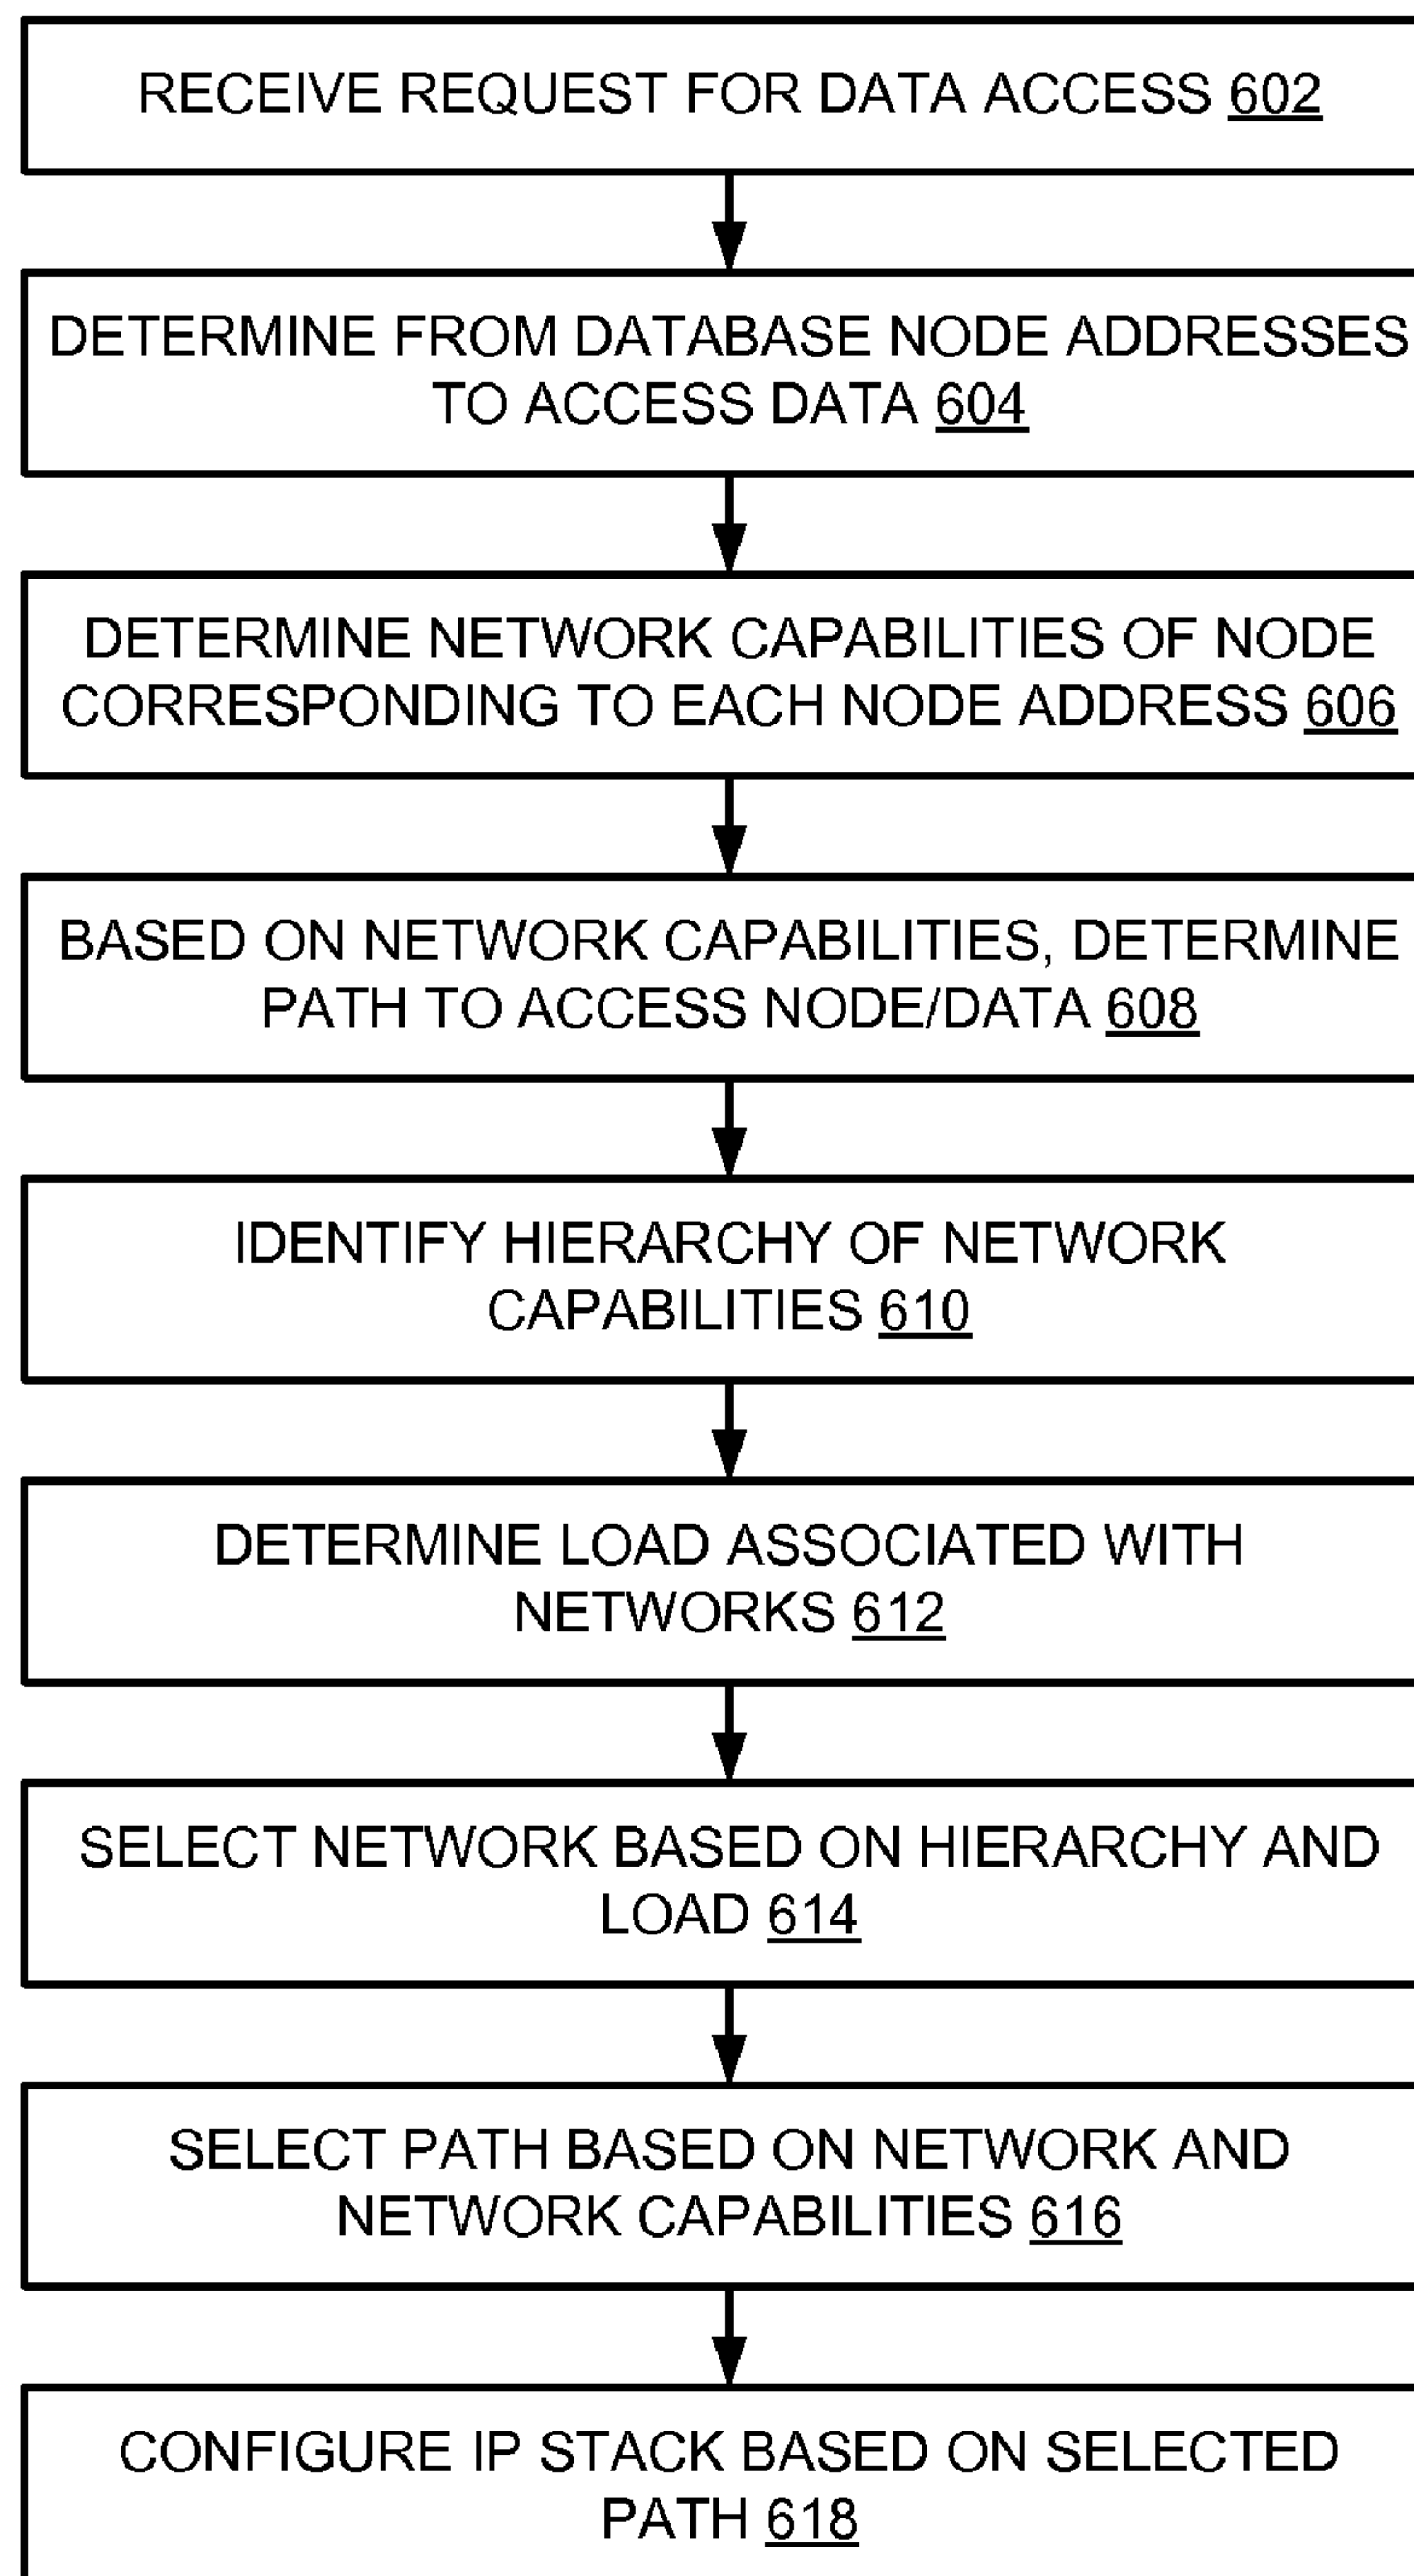 RECEIVE REQUEST FOR DATA ACCESS 602
DETERMINE FROM DATABASE NODE ADDRESSES
TO ACCESS DATA 604
DETERMINE NETWORK CAPABILITIES OF NODE
CORRESPONDING TO EACH NODE ADDRESS 606
BASED ON NETWORK CAPABILITIES, DETERMINE
PATH TO ACCESS NODE/DATA 608
IDENTIFY HIERARCHY OF NETWORK
CAPABILITIES 610
DETERMINE LOAD ASSOCIATED WITH
NETWORKS 612
SELECT NETWORK BASED ON HIERARCHY AND
LOAD 614
SELECT PATH BASED ON NETWORK AND
NETWORK CAPABILITIES 616
CONFIGURE IP STACK BASED ON SELECTED
PATH 618